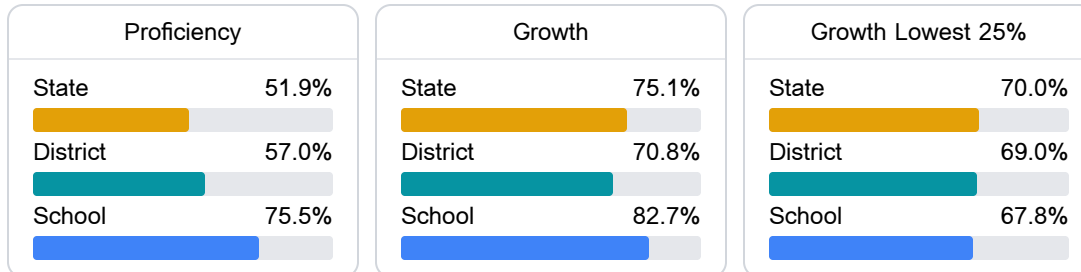 Proficiency
State 51.9%
District 57.0%
School 75.5%
Growth
State 75.1%
District 70.8%
School 82.7%
Growth Lowest 25%
State 70.0%
District 69.0%
School 67.8%